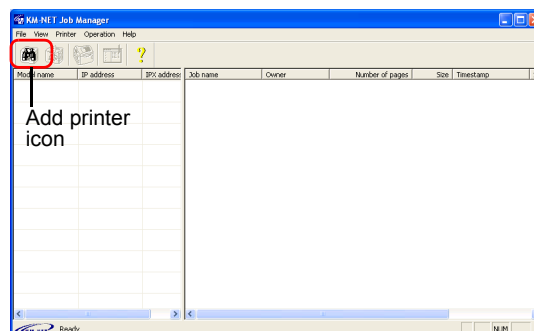 KM-NET Job Manager
File View Printer Operation Help
Model name IP address IPX address Job name Owner Number of pages Size Timestamp
Add printer
icon
Ready NUM